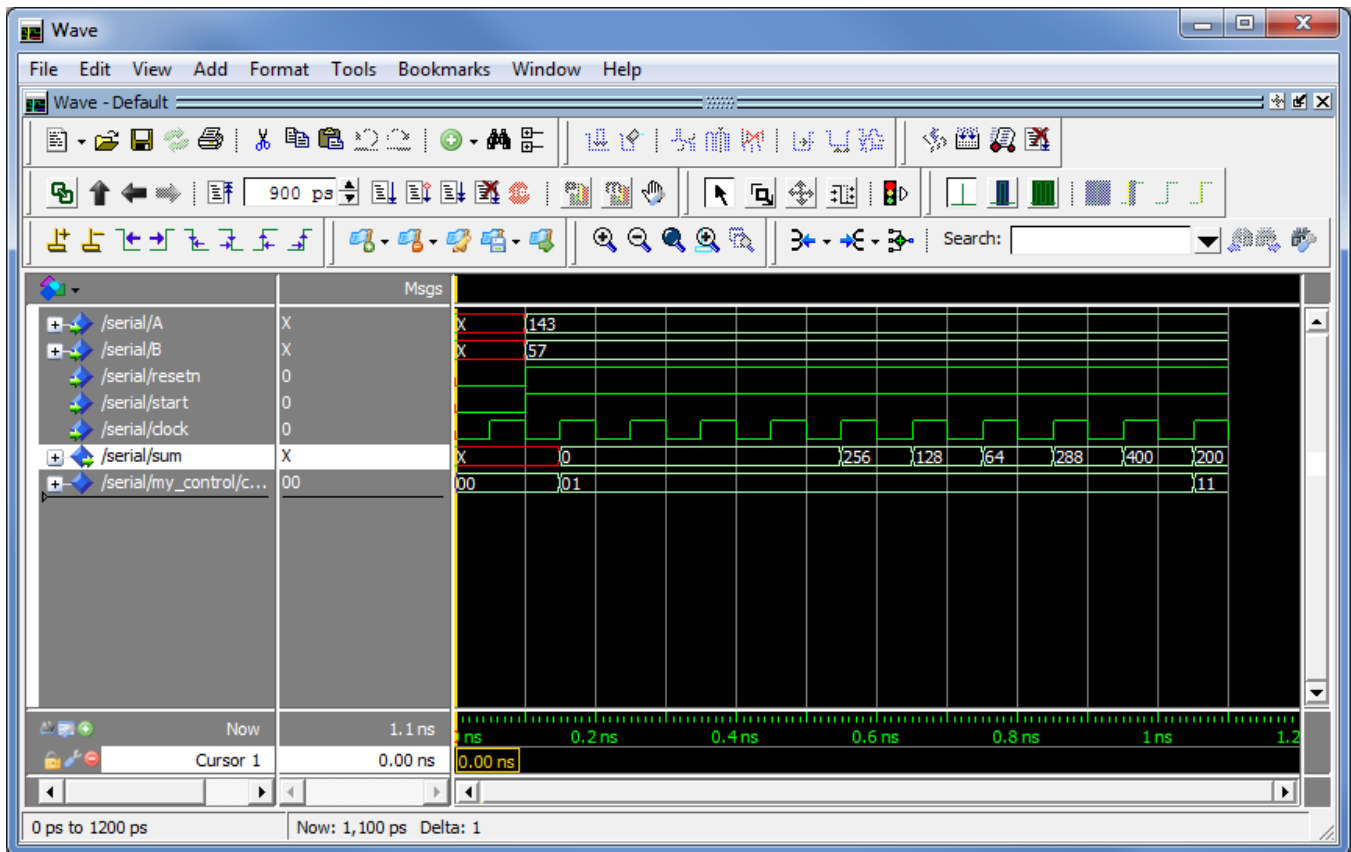 Wave
File Edit View Add Format Tools Bookmarks Window Help
Wave - Default
900 ps
Search:
Msgs
/serial/A X X 143
/serial/B X X 57
/serial/resetn 0
/serial/start 0
/serial/clock 0
/serial/sum X X 0 256 128 64 288 400 200
/serial/my_control/c... 00 00 01 11
Now 1.1 ns ns 0.2 ns 0.4 ns 0.6 ns 0.8 ns 1 ns 1.2
Cursor 1 0.00 ns 0.00 ns
0 ps to 1200 ps Now: 1,100 ps Delta: 1